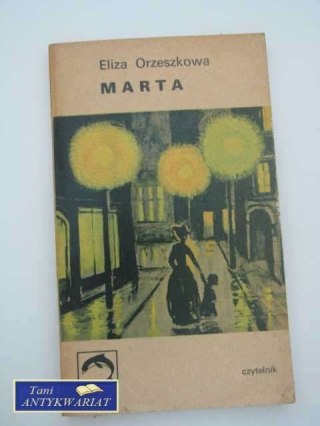 Eliza Orzeszkowa
MARTA
czytelnik
Tani
ANTYKWARIAT